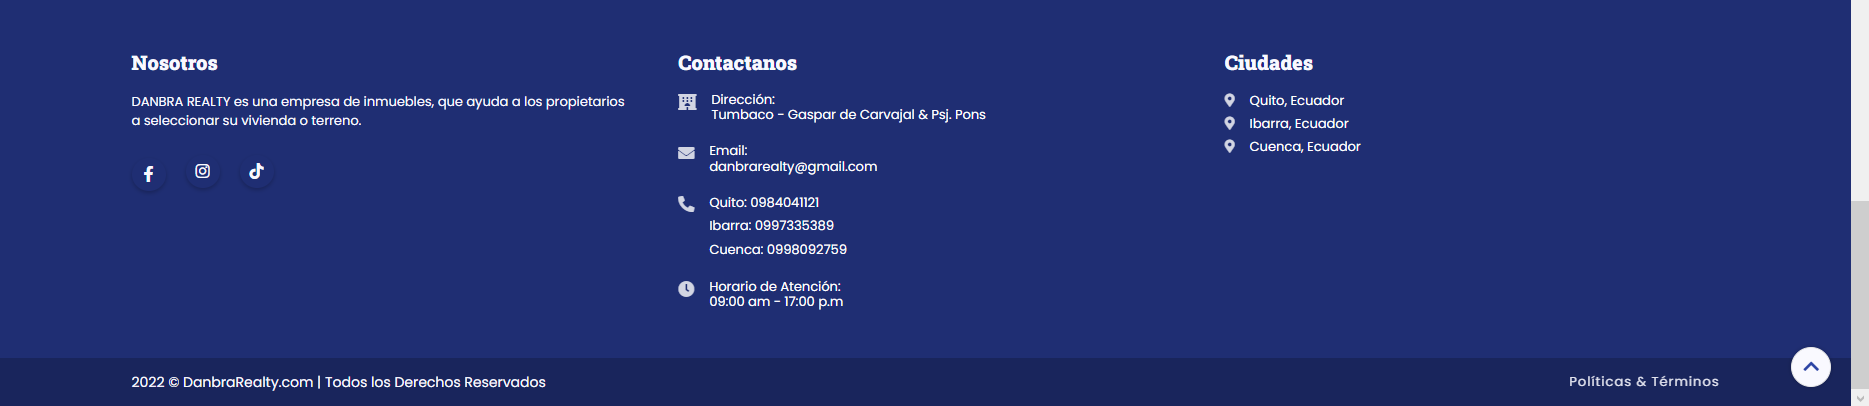 Nosotros
DANBRA REALTY es una empresa de inmuebles, que ayuda a los propietarios
a seleccionar su vivienda o terreno.
Contactanos
Dirección:
Tumbaco - Gaspar de Carvajal & Psj. Pons
Email:
danbrarealty@gmail.com
Quito: 0984041121
Ibarra: 0997335389
Cuenca: 0998092759
Horario de Atención:
09:00 am - 17:00 p.m
Ciudades
Quito, Ecuador
Ibarra, Ecuador
Cuenca, Ecuador
2022 © DanbraRealty.com | Todos los Derechos Reservados
Políticas & Términos